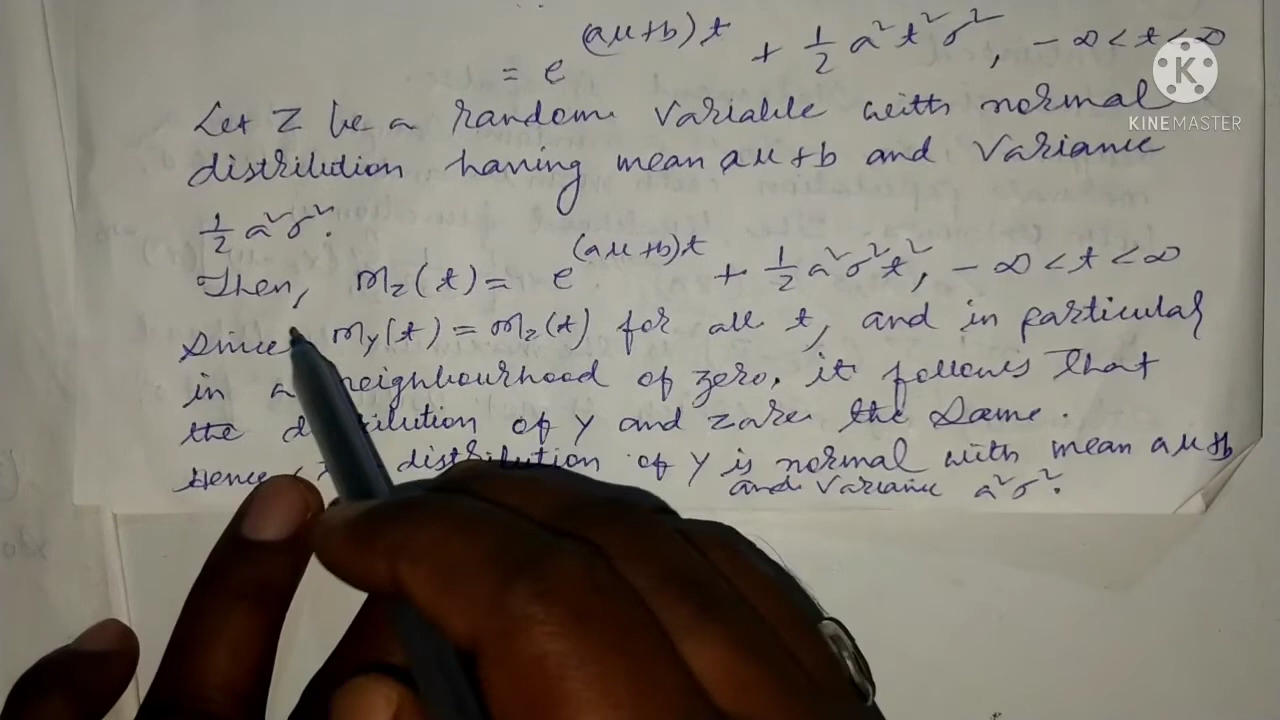 = e^{(aμ+b)t} + 1/2 a²t²σ², -∞<t<∞
KINEMASTER
Let Z be a random variable with normal
distribution having mean aμ+b and variance
1/2 a²σ².
Then, m_Z(t) = e^{(aμ+b)t} + 1/2 a²σ²t², -∞<t<∞
Since m_Y(t) = m_Z(t) for all t, and in particular
in a neighbourhood of zero, it follows that
the of Y and Z are the same.
Hence distribution of Y is normal with mean aμ+b
and variance a²σ².